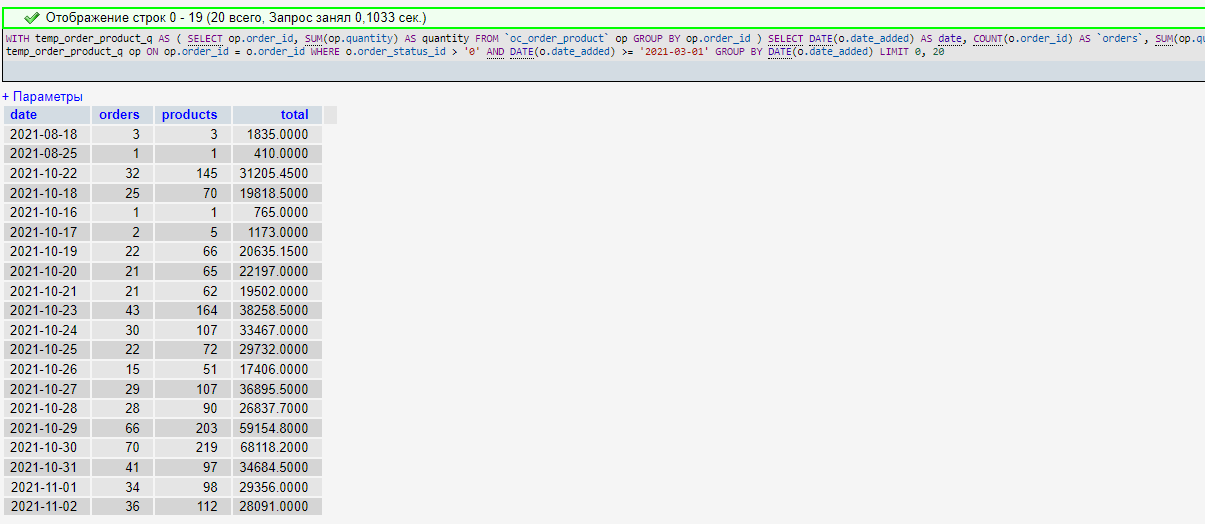 Отображение строк 0 - 19 (20 всего, Запрос занял 0,1033 сек.)
WITH temp_order_product_q AS ( SELECT op.order_id, SUM(op.quantity) AS quantity FROM `oc_order_product` op GROUP BY op.order_id ) SELECT DATE(o.date_added) AS date, COUNT(o.order_id) AS `orders`, SUM(op.qu
temp_order_product_q op ON op.order_id = o.order_id WHERE o.order_status_id > '0' AND DATE(o.date_added) >= '2021-03-01' GROUP BY DATE(o.date_added) LIMIT 0, 20
+ Параметры
date orders products total
2021-08-18 3 3 1835.0000
2021-08-25 1 1 410.0000
2021-10-22 32 145 31205.4500
2021-10-18 25 70 19818.5000
2021-10-16 1 1 765.0000
2021-10-17 2 5 1173.0000
2021-10-19 22 66 20635.1500
2021-10-20 21 65 22197.0000
2021-10-21 21 62 19502.0000
2021-10-23 43 164 38258.5000
2021-10-24 30 107 33467.0000
2021-10-25 22 72 29732.0000
2021-10-26 15 51 17406.0000
2021-10-27 29 107 36895.5000
2021-10-28 28 90 26837.7000
2021-10-29 66 203 59154.8000
2021-10-30 70 219 68118.2000
2021-10-31 41 97 34684.5000
2021-11-01 34 98 29356.0000
2021-11-02 36 112 28091.0000